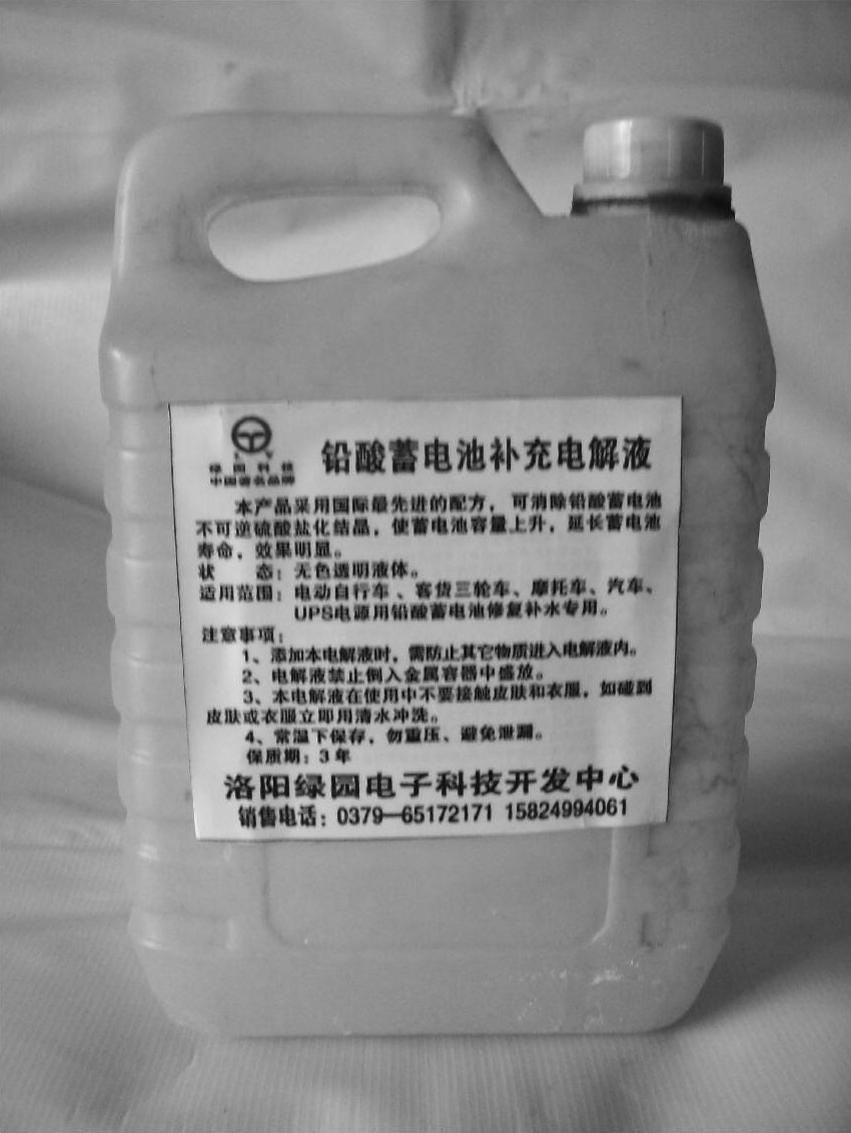 绿园科技
中国著名品牌
铅酸蓄电池补充电解液
本产品采用国际最先进的配方，可消除铅酸蓄电池
不可逆硫酸盐化结晶，使蓄电池容量上升，延长蓄电池
寿命，效果明显。
状 态：无色透明液体。
适用范围：电动自行车、客货三轮车、摩托车、汽车、
UPS电源用铅酸蓄电池修复补水专用。
注意事项：
1、添加本电解液时，需防止其它物质进入电解液内。
2、电解液禁止倒入金属容器中盛放。
3、本电解液在使用中不要接触皮肤和衣服，如碰到
皮肤或衣服立即用清水冲洗。
4、常温下保存，勿重压、避免泄漏。
保质期：3年
洛阳绿园电子科技开发中心
销售电话：0379—65172171 15824994061